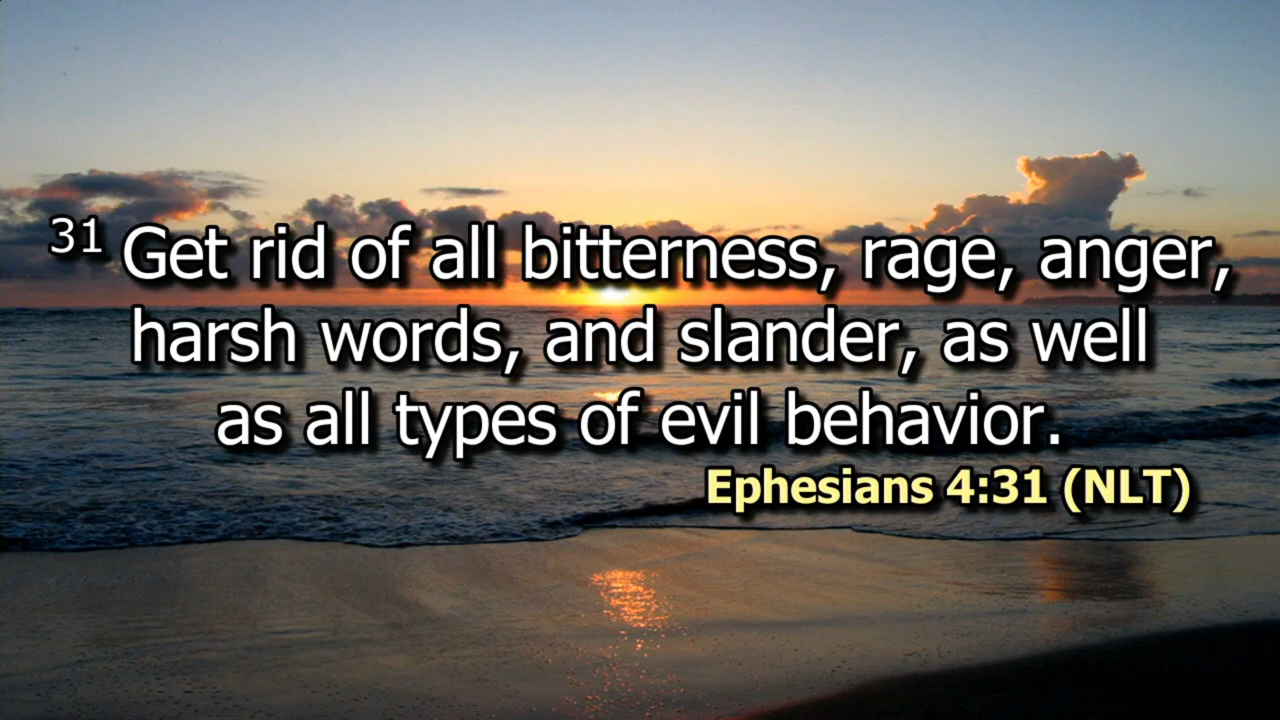 31 Get rid of all bitterness, rage, anger,
harsh words, and slander, as well
as all types of evil behavior.
Ephesians 4:31 (NLT)